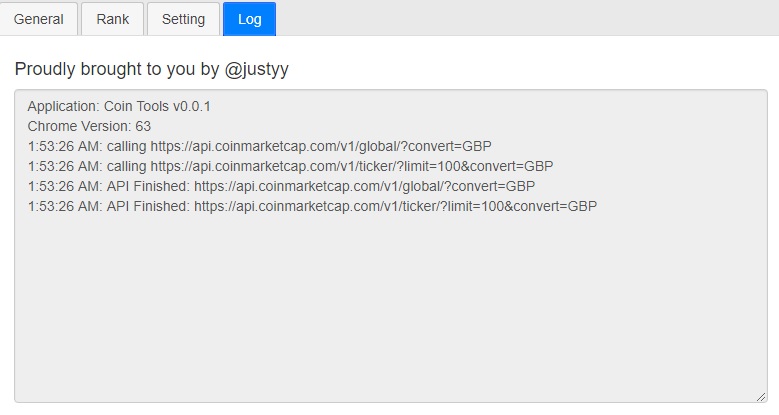 General Rank Setting Log
Proudly brought to you by @justyy
Application: Coin Tools v0.0.1
Chrome Version: 63
1:53:26 AM: calling https://api.coinmarketcap.com/v1/global/?convert=GBP
1:53:26 AM: calling https://api.coinmarketcap.com/v1/ticker/?limit=100&convert=GBP
1:53:26 AM: API Finished: https://api.coinmarketcap.com/v1/global/?convert=GBP
1:53:26 AM: API Finished: https://api.coinmarketcap.com/v1/ticker/?limit=100&convert=GBP